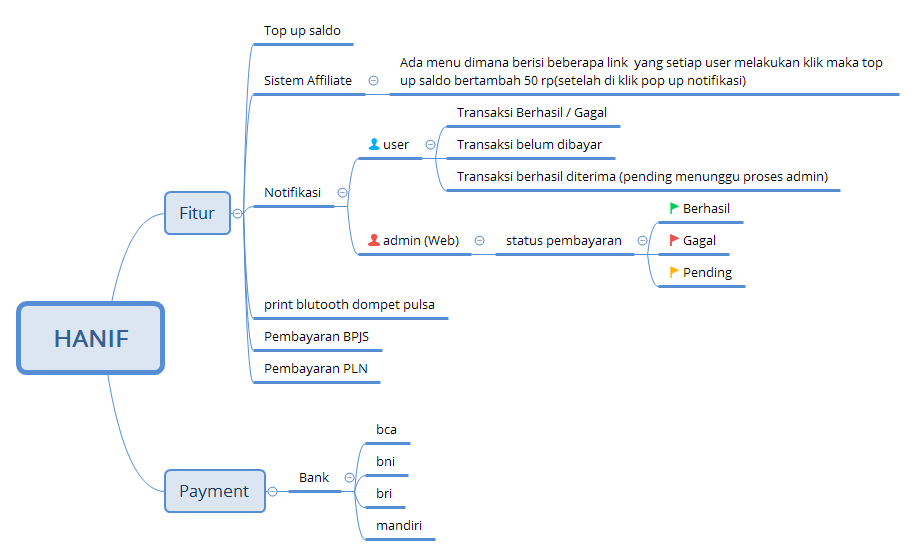 HANIF
Fitur
Top up saldo
Sistem Affiliate
Ada menu dimana berisi beberapa link yang setiap user melakukan klik maka top
up saldo bertambah 50 rp(setelah di klik pop up notifikasi)
Notifikasi
user
Transaksi Berhasil / Gagal
Transaksi belum dibayar
Transaksi berhasil diterima (pending menunggu proses admin)
admin (Web)
status pembayaran
Berhasil
Gagal
Pending
print blutooth dompet pulsa
Pembayaran BPJS
Pembayaran PLN
Payment
Bank
bca
bni
bri
mandiri